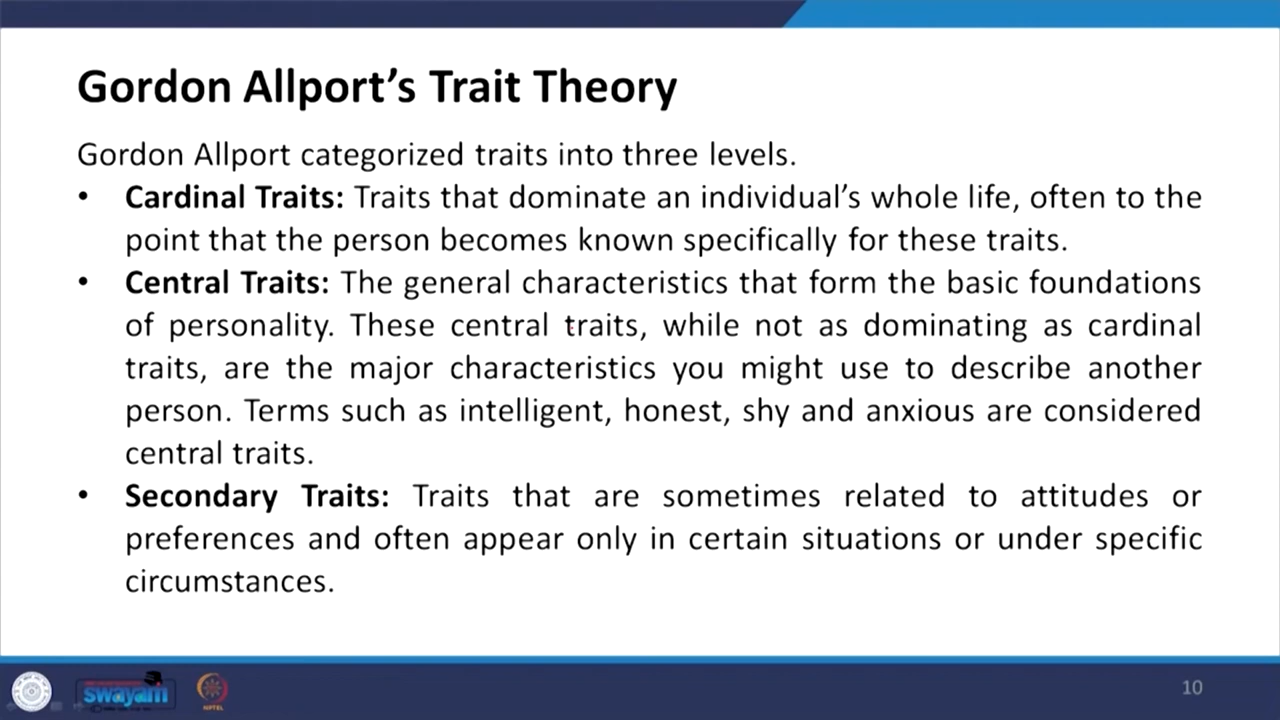 Gordon Allport's Trait Theory
Gordon Allport categorized traits into three levels.
• Cardinal Traits: Traits that dominate an individual's whole life, often to the
point that the person becomes known specifically for these traits.
• Central Traits: The general characteristics that form the basic foundations
of personality. These central traits, while not as dominating as cardinal
traits, are the major characteristics you might use to describe another
person. Terms such as intelligent, honest, shy and anxious are considered
central traits.
• Secondary Traits: Traits that are sometimes related to attitudes or
preferences and often appear only in certain situations or under specific
circumstances.
swayam
NPTEL
10